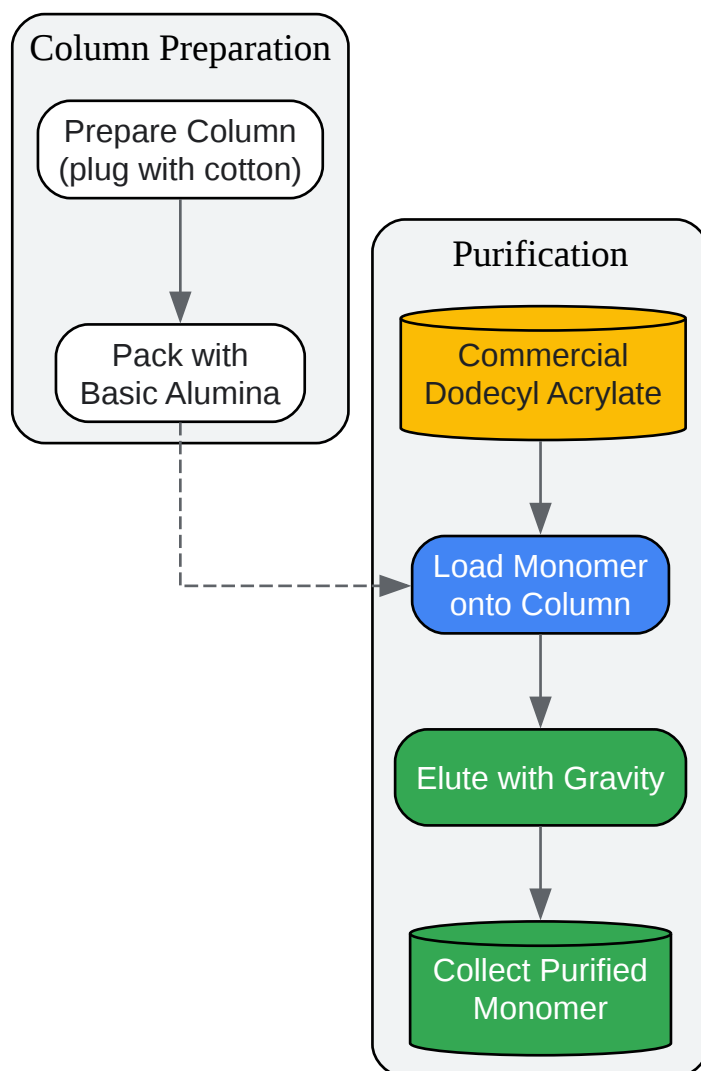 Column Preparation
Prepare Column
(plug with cotton)
Pack with
Basic Alumina
Purification
Commercial
Dodecyl Acrylate
Load Monomer
onto Column
Elute with Gravity
Collect Purified
Monomer